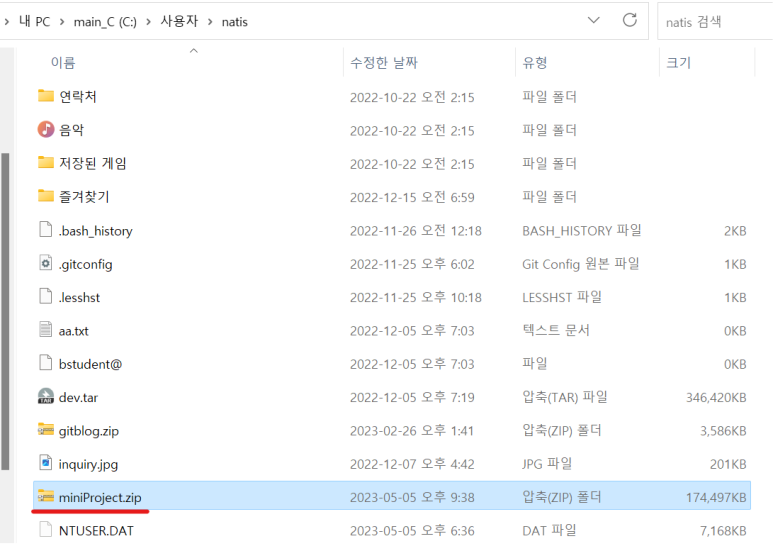 › 내 PC › main_C (C:) › 사용자 › natis natis 검색
이름 수정한 날짜 유형 크기
연락처 2022-10-22 오전 2:15 파일 폴더
음악 2022-10-22 오전 2:15 파일 폴더
저장된 게임 2022-10-22 오전 2:15 파일 폴더
즐겨찾기 2022-12-15 오전 6:59 파일 폴더
.bash_history 2022-11-26 오전 12:18 BASH_HISTORY 파일 2KB
.gitconfig 2022-11-25 오후 6:02 Git Config 원본 파일 1KB
.lesshst 2022-11-25 오후 10:18 LESSHST 파일 1KB
aa.txt 2022-12-05 오후 7:03 텍스트 문서 0KB
bstudent@ 2022-12-05 오후 7:03 파일 0KB
dev.tar 2022-12-05 오후 7:19 압축(TAR) 파일 346,420KB
gitblog.zip 2023-02-26 오후 1:41 압축(ZIP) 폴더 3,586KB
inquiry.jpg 2022-12-07 오후 4:42 JPG 파일 201KB
miniProject.zip 2023-05-05 오후 9:38 압축(ZIP) 폴더 174,497KB
NTUSER.DAT 2023-05-05 오후 6:36 DAT 파일 7,168KB